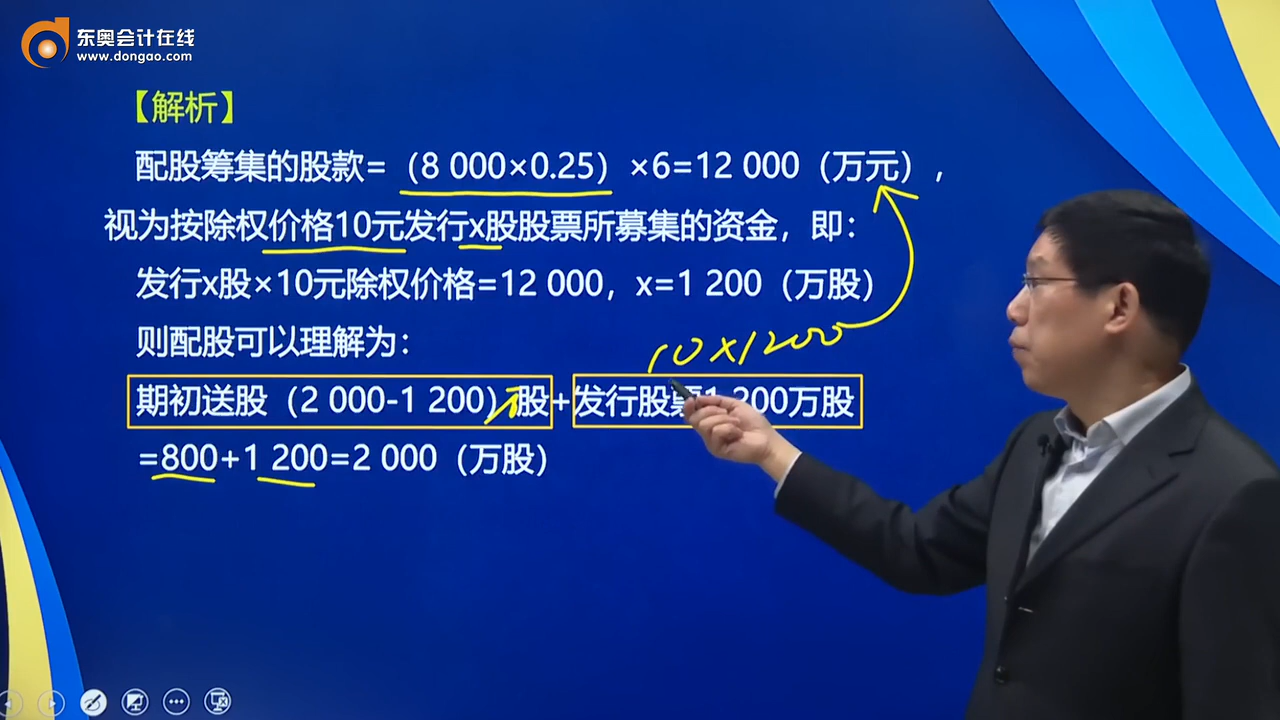 东奥会计在线
www.dongao.com
【解析】
配股筹集的股款=（8 000×0.25）×6=12 000（万元），
视为按除权价格10元发行x股股票所募集的资金，即：
发行x股×10元除权价格=12 000，x=1 200（万股）
则配股可以理解为：
10×1200
期初送股（2 000-1 200）股+发行股票1 200万股
=800+1 200=2 000（万股）